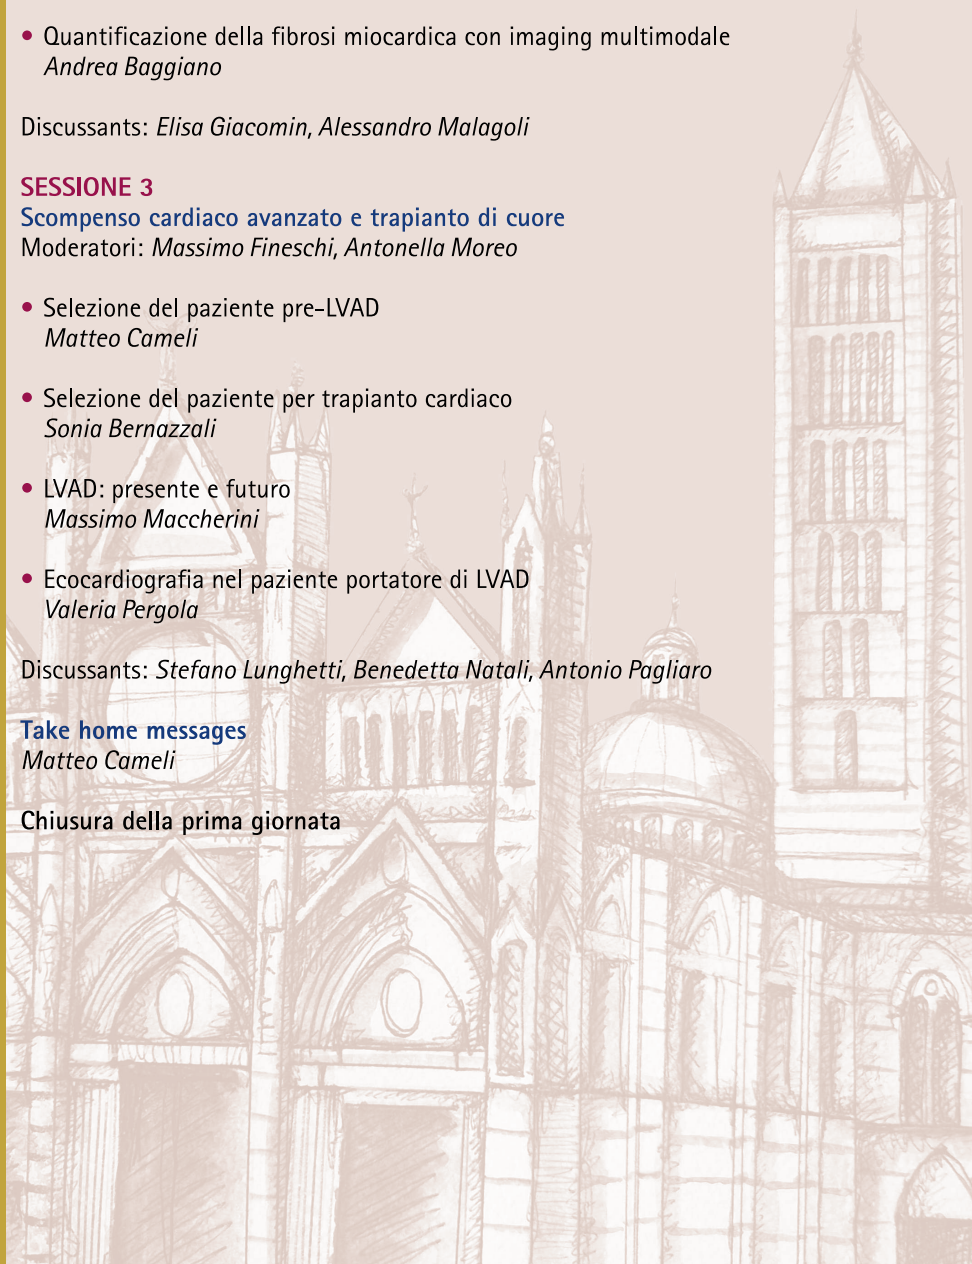 • Quantificazione della fibrosi miocardica con imaging multimodale
Andrea Baggiano
Discussants: Elisa Giacomin, Alessandro Malagoli
SESSIONE 3
Scompenso cardiaco avanzato e trapianto di cuore
Moderatori: Massimo Fineschi, Antonella Moreo
• Selezione del paziente pre-LVAD
Matteo Cameli
• Selezione del paziente per trapianto cardiaco
Sonia Bernazzali
• LVAD: presente e futuro
Massimo Maccherini
• Ecocardiografia nel paziente portatore di LVAD
Valeria Pergola
Discussants: Stefano Lunghetti, Benedetta Natali, Antonio Pagliaro
Take home messages
Matteo Cameli
Chiusura della prima giornata